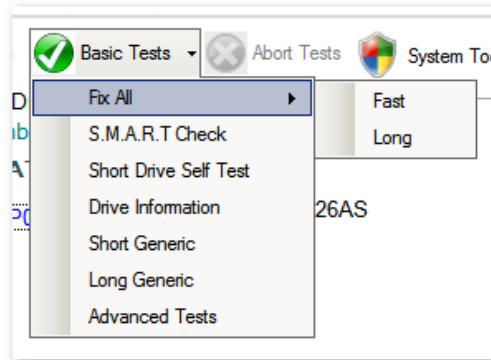 Basic Tests Abort Tests System To
Fix All Fast
S.M.A.R.T Check Long
Short Drive Self Test
Drive Information 26AS
Short Generic
Long Generic
Advanced Tests